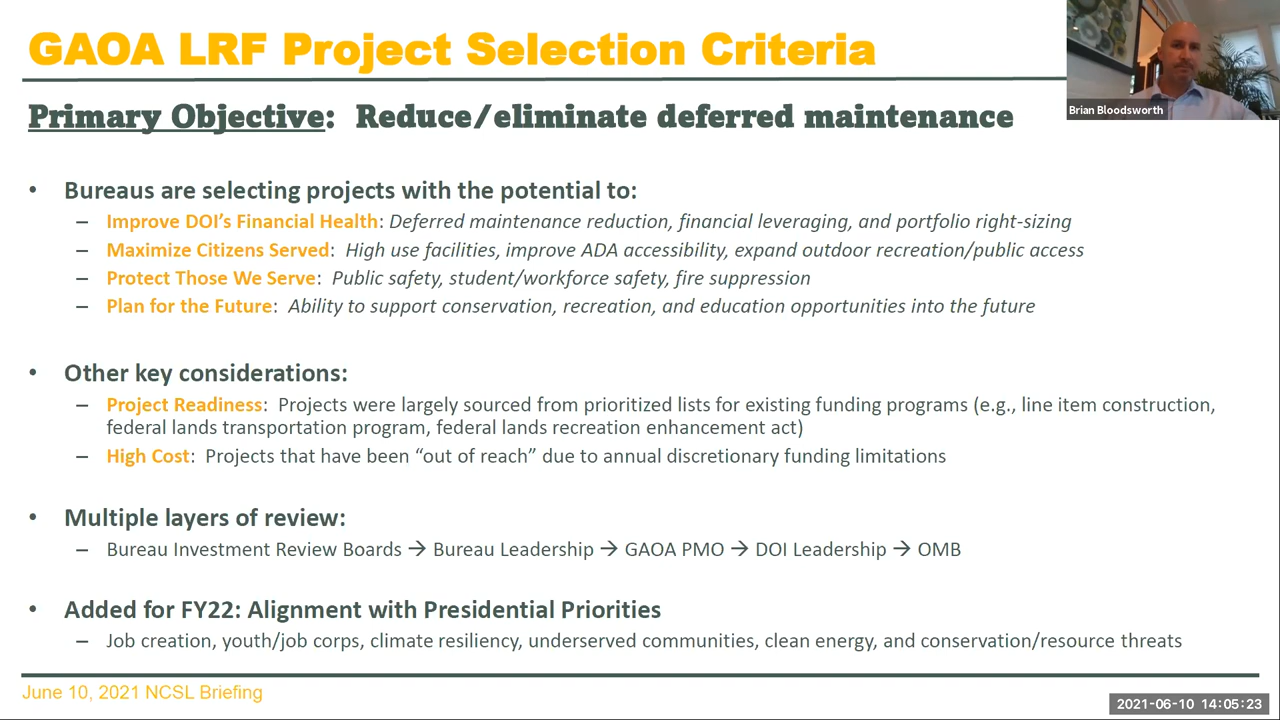 GAOA LRF Project Selection Criteria
Brian Bloodsworth
Primary Objective: Reduce/eliminate deferred maintenance
• Bureaus are selecting projects with the potential to:
– Improve DOI's Financial Health: Deferred maintenance reduction, financial leveraging, and portfolio right-sizing
– Maximize Citizens Served: High use facilities, improve ADA accessibility, expand outdoor recreation/public access
– Protect Those We Serve: Public safety, student/workforce safety, fire suppression
– Plan for the Future: Ability to support conservation, recreation, and education opportunities into the future
• Other key considerations:
– Project Readiness: Projects were largely sourced from prioritized lists for existing funding programs (e.g., line item construction,
federal lands transportation program, federal lands recreation enhancement act)
– High Cost: Projects that have been “out of reach” due to annual discretionary funding limitations
• Multiple layers of review:
– Bureau Investment Review Boards → Bureau Leadership → GAOA PMO → DOI Leadership → OMB
• Added for FY22: Alignment with Presidential Priorities
– Job creation, youth/job corps, climate resiliency, underserved communities, clean energy, and conservation/resource threats
June 10, 2021 NCSL Briefing
2021-06-10 14:05:23